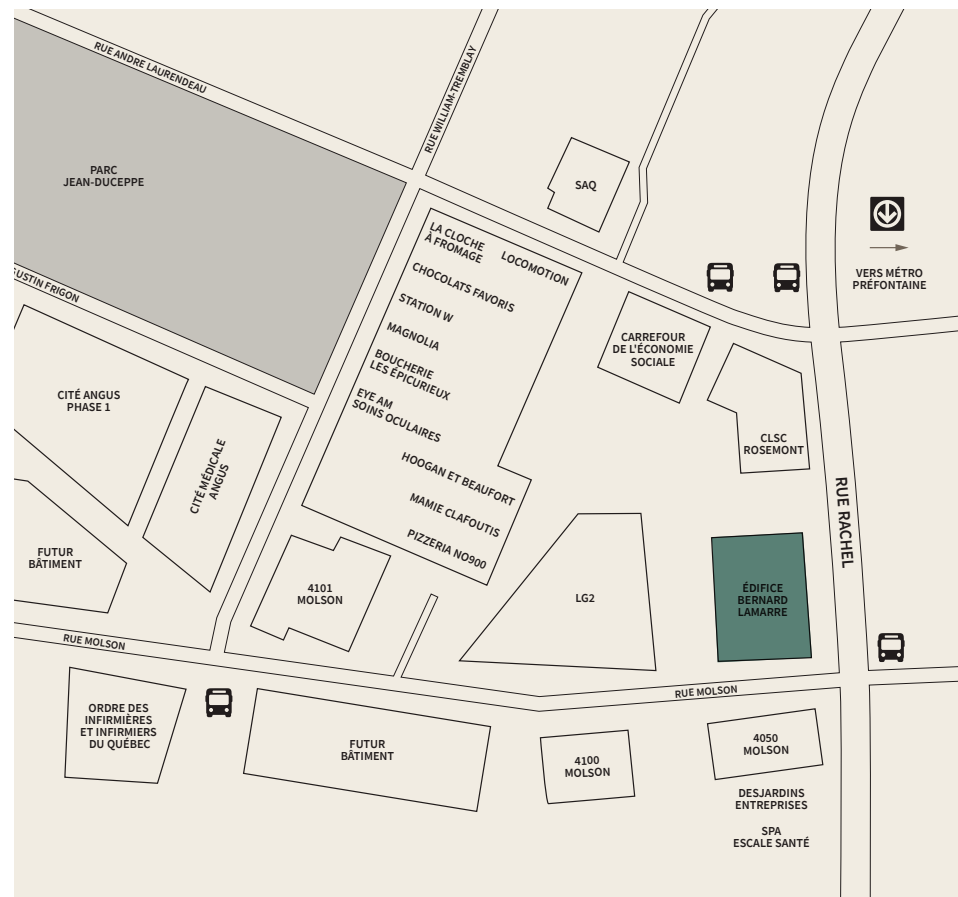 RUE ANDRE LAURENDEAU
RUE WILLIAM-TREMBLAY
PARC
JEAN-DUCEPPE
SAQ
VERS MÉTRO
PRÉFONTAINE
LA CLOCHE
À FROMAGE
LOCOMOTION
CHOCOLATS FAVORIS
STATION W
MAGNOLIA
BOUCHERIE
LES ÉPICURIEUX
EYE AM
SOINS OCULAIRES
HOOGAN ET BEAUFORT
MAMIE CLAFOUTIS
PIZZERIA NO900
USTIN FRIGON
CARREFOUR
DE L'ÉCONOMIE
SOCIALE
CLSC
ROSEMONT
CITÉ ANGUS
PHASE 1
CITÉ MÉDICALE
ANGUS
RUE RACHEL
FUTUR
BÂTIMENT
4101
MOLSON
LG2
ÉDIFICE
BERNARD
LAMARRE
RUE MOLSON
RUE MOLSON
ORDRE DES
INFIRMIÈRES
ET INFIRMIERS
DU QUÉBEC
FUTUR
BÂTIMENT
4100
MOLSON
4050
MOLSON
DESJARDINS
ENTREPRISES
SPA
ESCALE SANTÉ